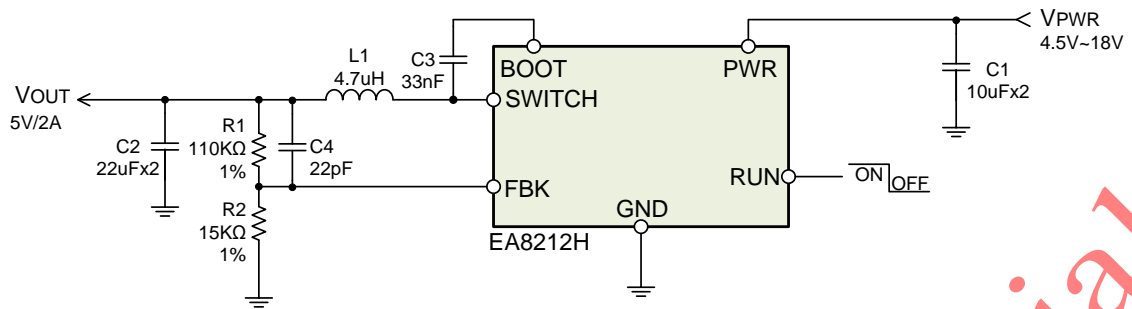 VPWR
4.5V~18V
C1
10uFx2
BOOT
PWR
L1
4.7uH
C3
33nF
SWITCH
VOUT
5V/2A
C2
22uFx2
R1
110KΩ
1%
C4
22pF
FBK
RUN
ON
OFF
R2
15KΩ
1%
GND
EA8212H